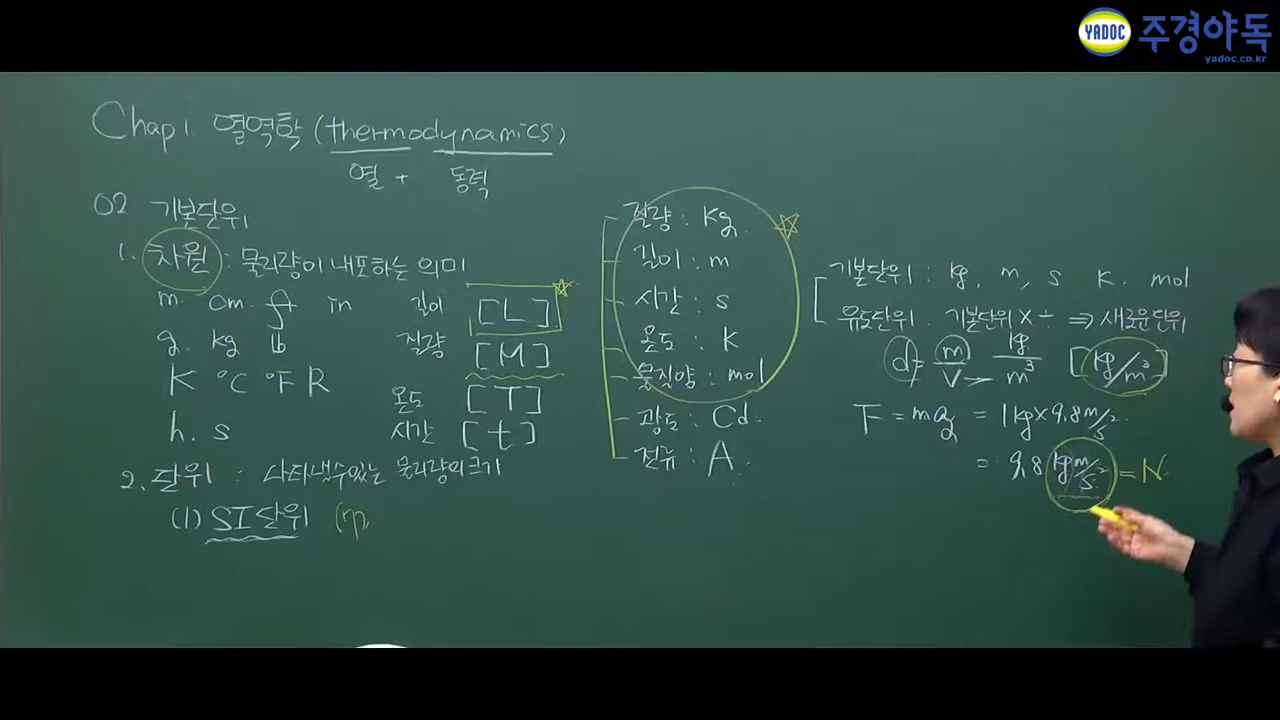 YADOC 주경야독
yadoc.co.kr
Chap 1. 열역학 (thermodynamics)
열 + 동력
02 기본단위
1. 차원 : 물리량이 내포하는 의미
m. cm. ft in 길이 [L]
g. kg lb 질량 [M]
K °C °F R 온도 [T]
h. s 시간 [t]
2. 단위 : 나타낼수있는 물리량의 크기
(1) SI단위 (7)
질량 : kg
길이 : m
시간 : s
온도 : K
물질양 : mol
광도 : Cd
전류 : A
기본단위 : kg, m, s K. mol
유도단위. 기본단위 × ÷ ⇒ 새로운단위
d = m/V → kg/m³ [kg/m³]
F = mg = 1kg × 9.8m/s²
= 9.8 kgm/s² = N